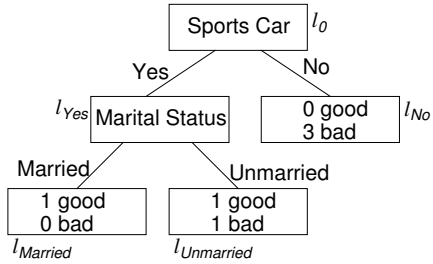 Sports Car l0
Yes No
lYes Marital Status
0 good lNo
3 bad
Married Unmarried
1 good 1 good
0 bad 1 bad
lMarried lUnmarried